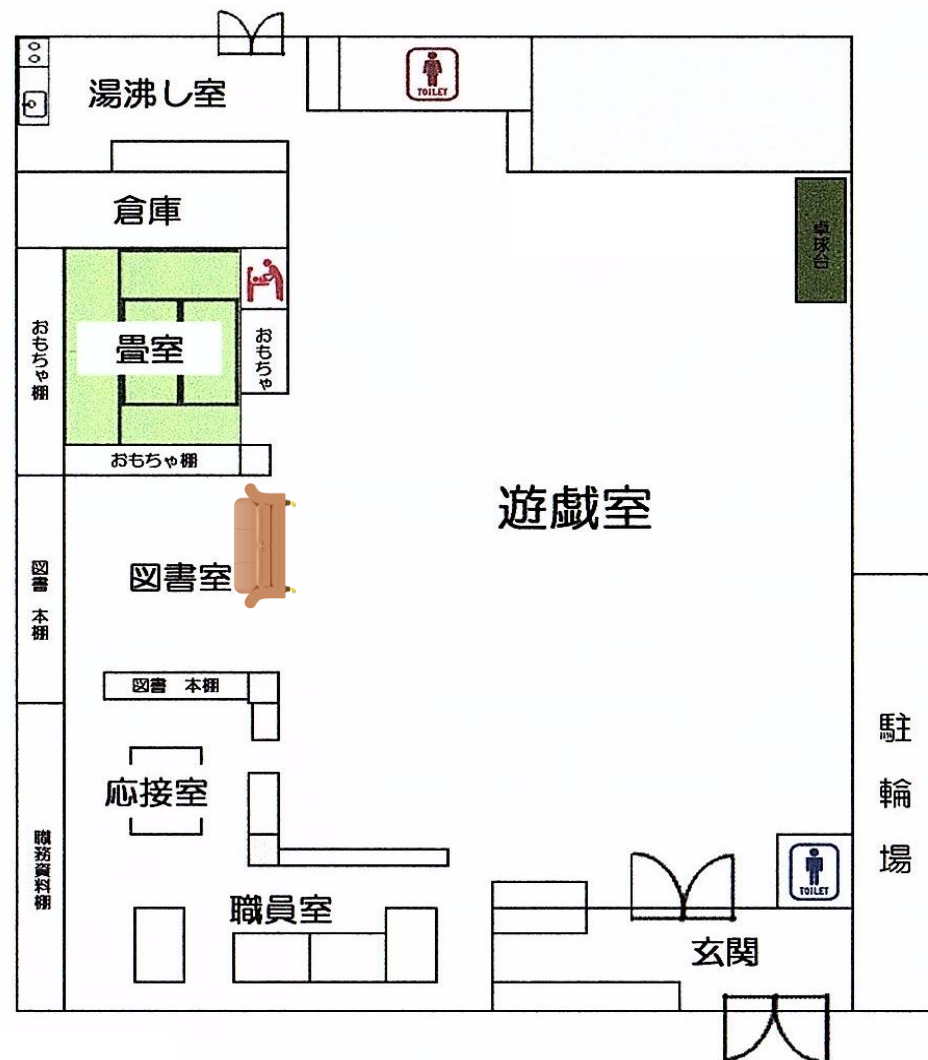 湯沸し室
TOILET
倉庫
卓球台
おもちゃ棚
畳室
おもちゃ
おもちゃ棚
遊戯室
図書室
図書 本棚
図書 本棚
駐輪場
応接室
職務資料棚
職員室
TOILET
玄関